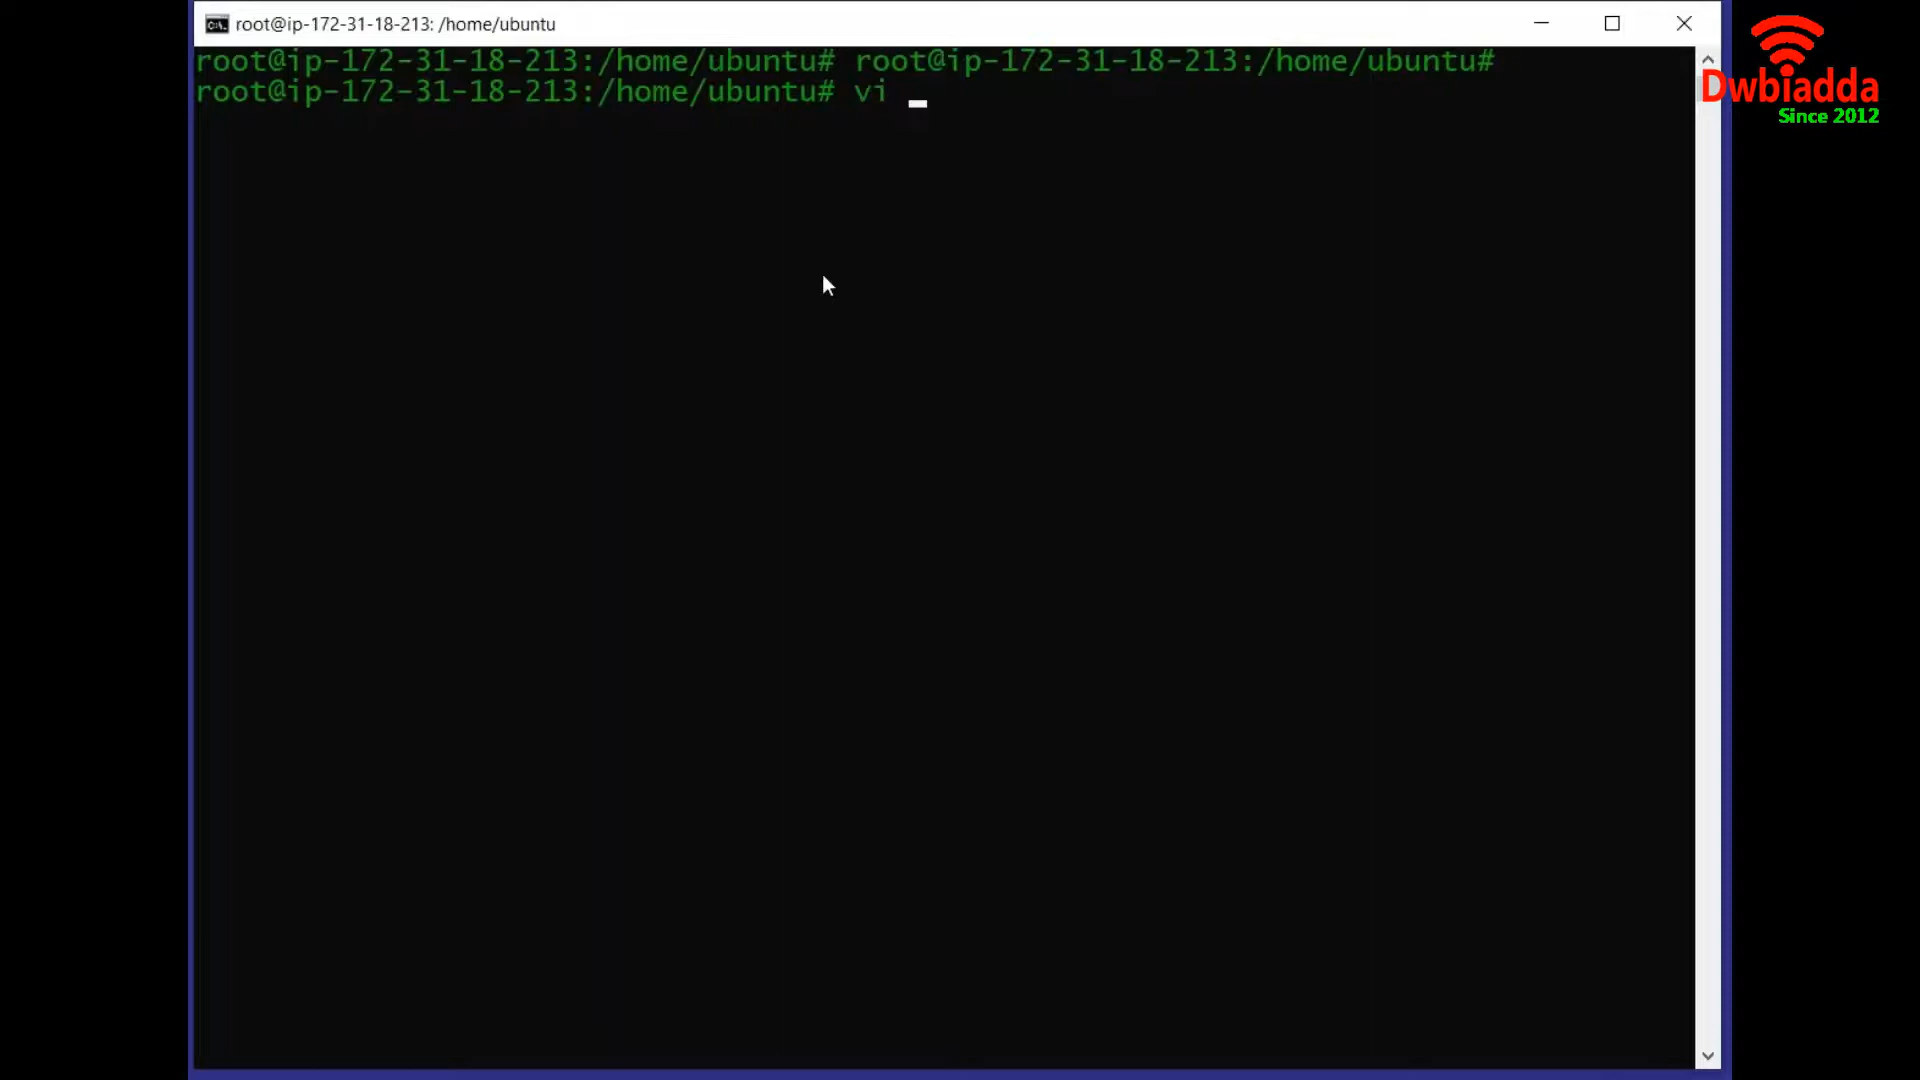 root@ip-172-31-18-213: /home/ubuntu
root@ip-172-31-18-213:/home/ubuntu# root@ip-172-31-18-213:/home/ubuntu#
root@ip-172-31-18-213:/home/ubuntu# vi
Dwbiadda
Since 2012